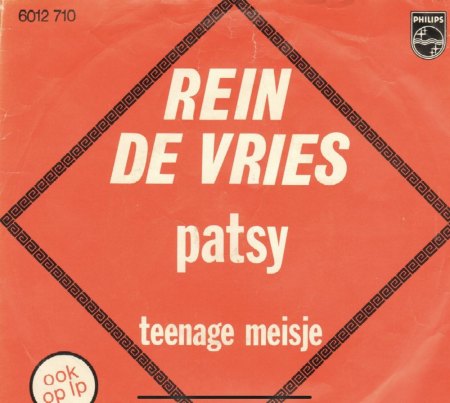 6012 710
PHILIPS
REIN
DE VRIES
patsy
teenage meisje
ook
op lp